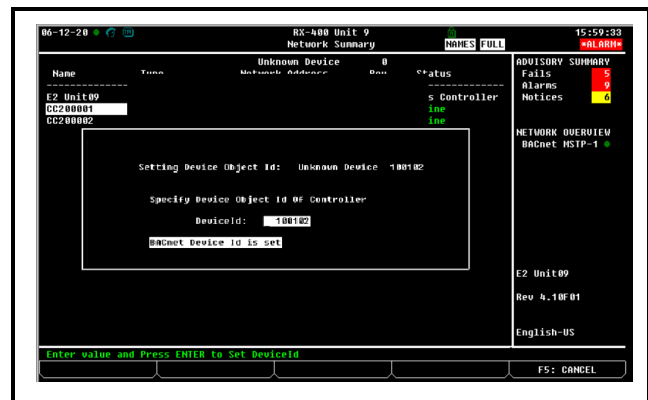 06-12-20 RX-400 Unit 9 15:59:33
Network Summary NAMES FULL *ALARM*
Unknown Device 0 ADVISORY SUMMARY
Name Type Network Address Rev Status Fails 5
Alarms 9
E2 Unit09 s Controller Notices 6
CC200001 ine
CC200002 ine
NETWORK OVERVIEW
BACnet MSTP-1
Setting Device Object Id: Unknown Device 100102
Specify Device Object Id Of Controller
DeviceId: 100102
BACnet Device Id is set
E2 Unit09
Rev 4.10F01
English-US
Enter value and Press ENTER to Set DeviceId
F5: CANCEL